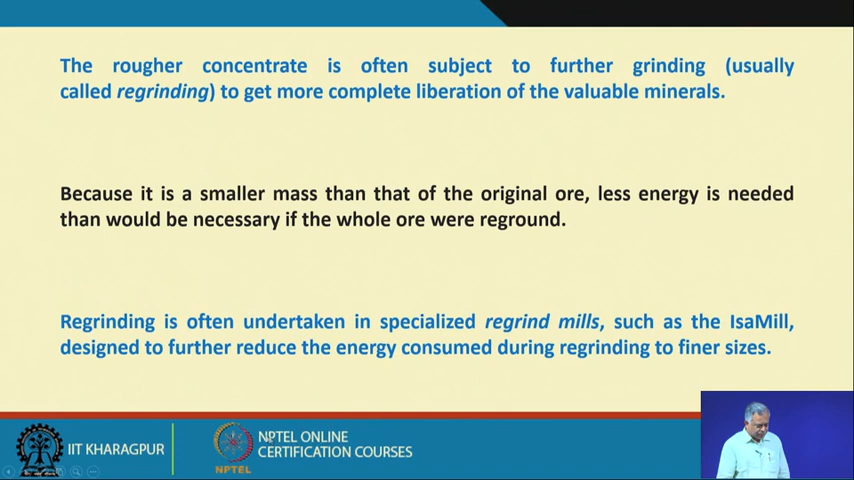 The rougher concentrate is often subject to further grinding (usually
called regrinding) to get more complete liberation of the valuable minerals.
Because it is a smaller mass than that of the original ore, less energy is needed
than would be necessary if the whole ore were reground.
Regrinding is often undertaken in specialized regrind mills, such as the IsaMill,
designed to further reduce the energy consumed during regrinding to finer sizes.
IIT KHARAGPUR
NPTEL
NPTEL ONLINE
CERTIFICATION COURSES